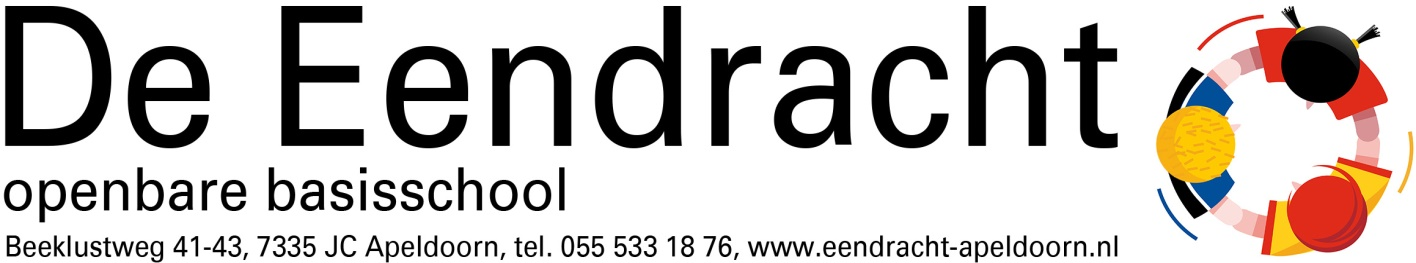 De Eendracht
openbare basisschool
Beeklustweg 41-43, 7335 JC Apeldoorn, tel. 055 533 18 76, www.eendracht-apeldoorn.nl